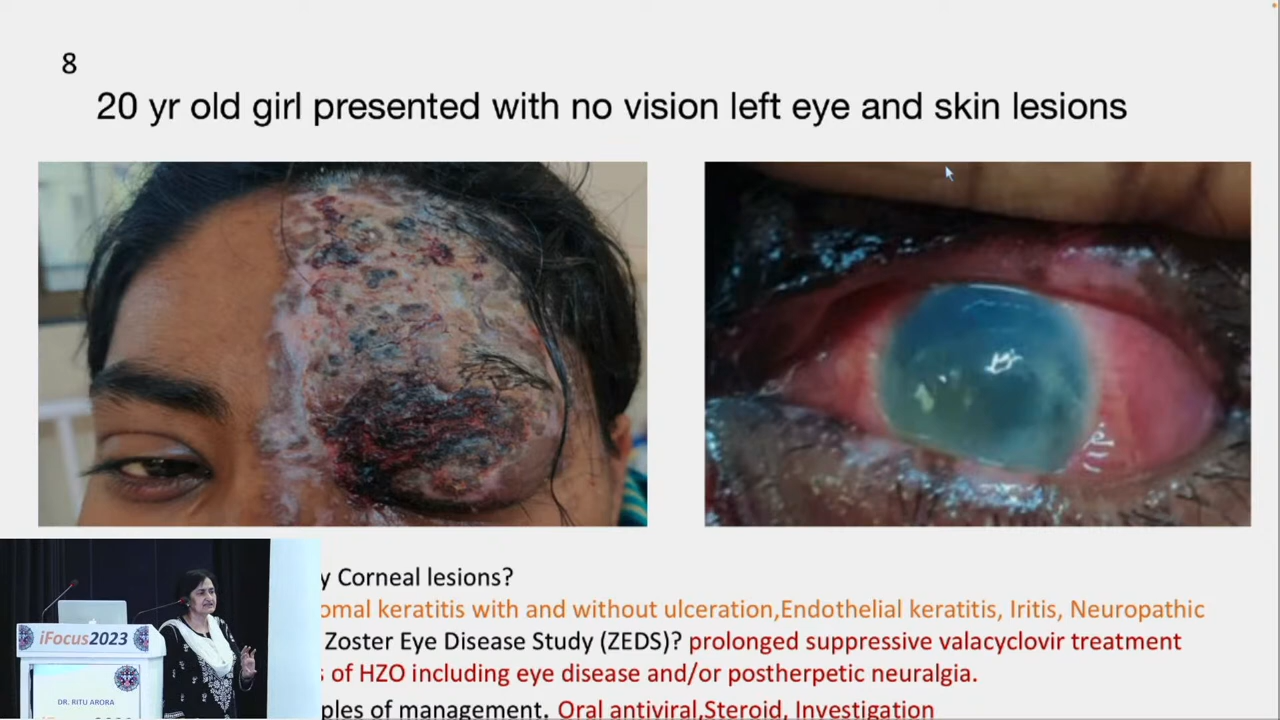 8
20 yr old girl presented with no vision left eye and skin lesions
y Corneal lesions?
omal keratitis with and without ulceration,Endothelial keratitis, Iritis, Neuropathic
Zoster Eye Disease Study (ZEDS)? prolonged suppressive valacyclovir treatment
s of HZO including eye disease and/or postherpetic neuralgia.
ples of management. Oral antiviral,Steroid, Investigation
iFocus2023
DR. RITU ARORA